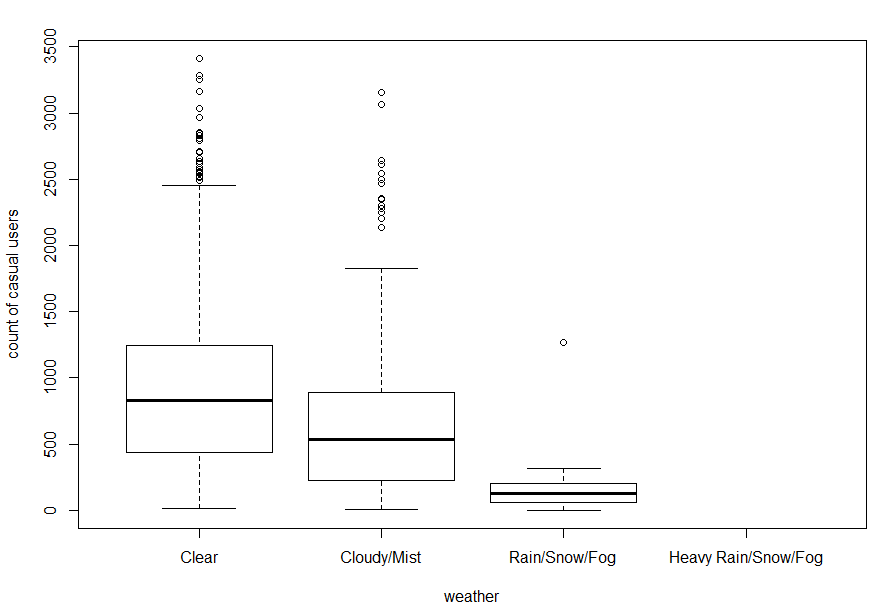 3500
3000
2500
2000
1500
1000
500
0
count of casual users
Clear
Cloudy/Mist
Rain/Snow/Fog
Heavy Rain/Snow/Fog
weather